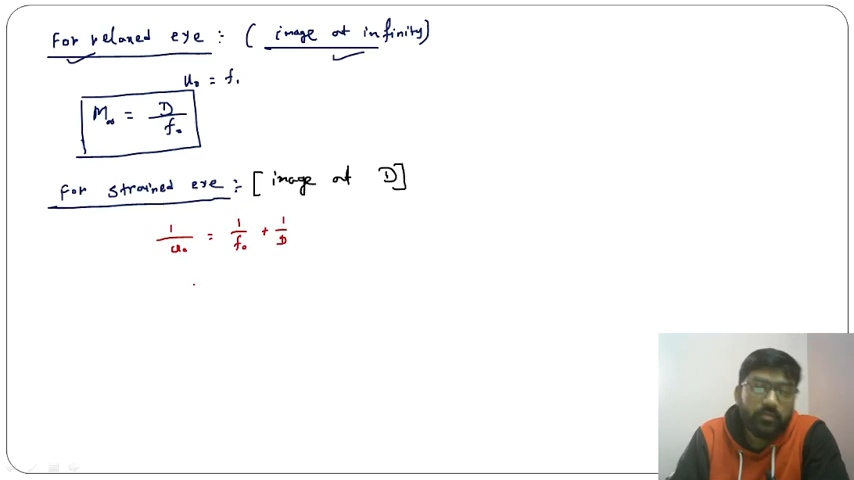 For relaxed eye :- ( image at infinity)
u₀ = f₀
M∞ = D/f₀
For strained eye :- [image at D]
1/u₀ = 1/f₀ + 1/D